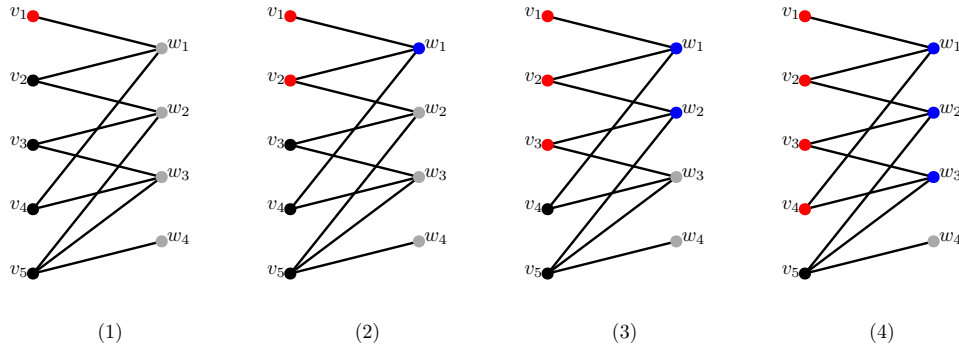 v₁ w₁ v₂ w₂ v₃ w₃ v₄ w₄ v₅
(1)
v₁ w₁ v₂ w₂ v₃ w₃ v₄ w₄ v₅
(2)
v₁ w₁ v₂ w₂ v₃ w₃ v₄ w₄ v₅
(3)
v₁ w₁ v₂ w₂ v₃ w₃ v₄ w₄ v₅
(4)